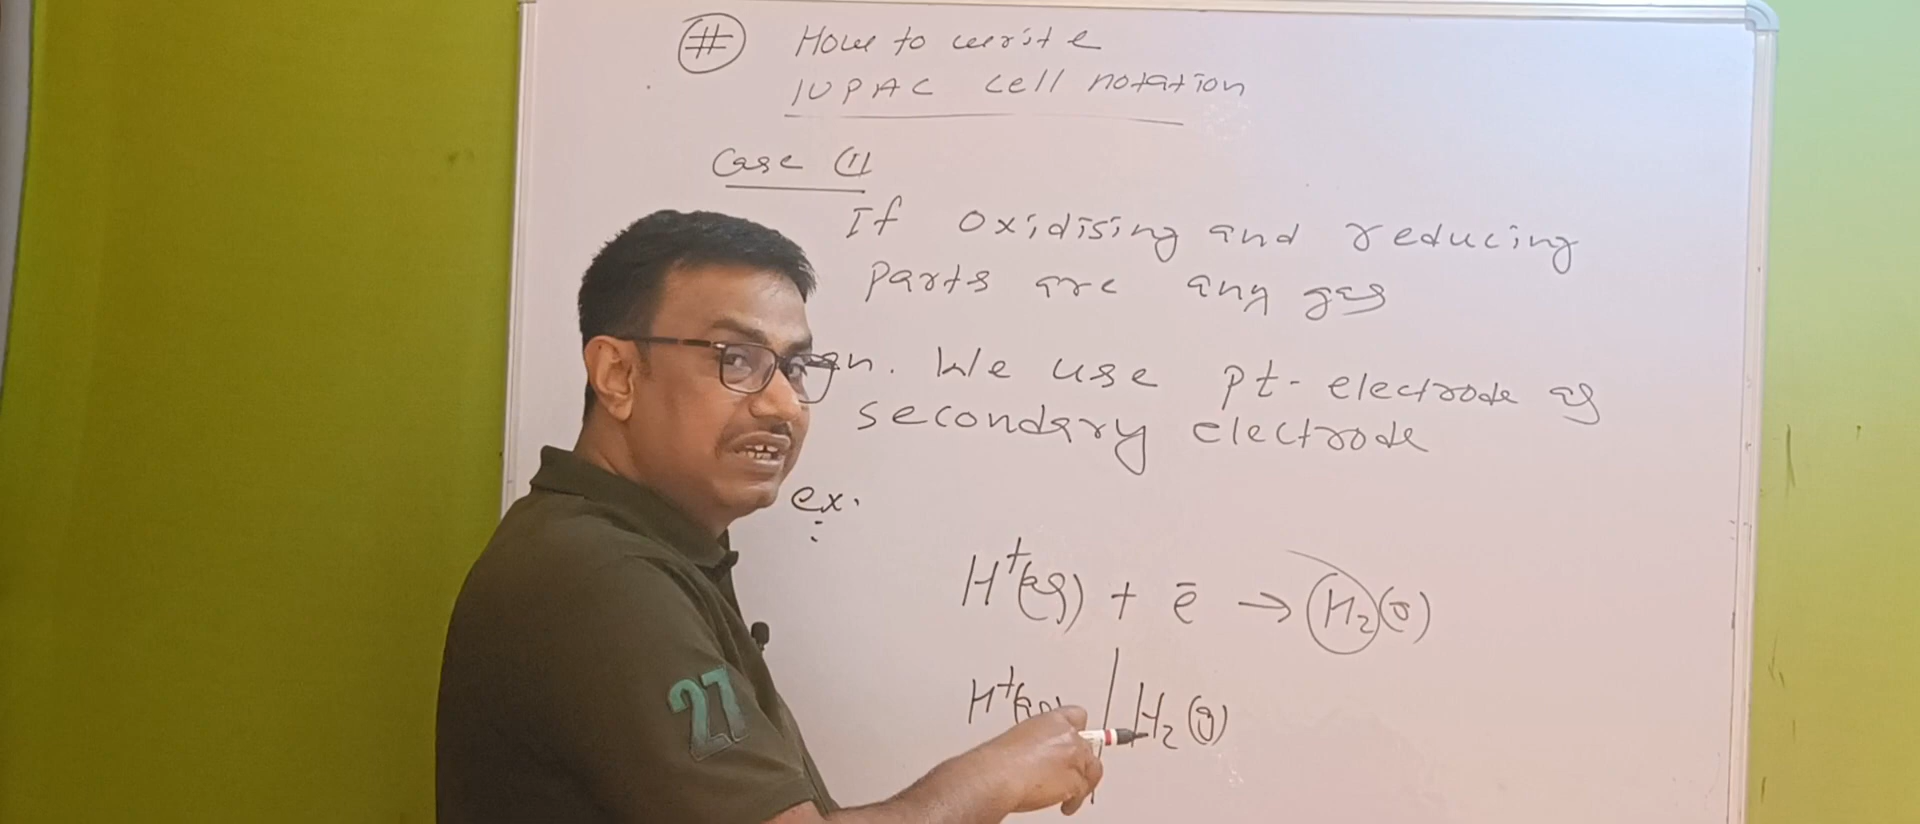 # How to write
IUPAC cell notation
Case (1)
If oxidising and reducing
parts are any gas
We use pt-electrode as
secondary electrode
ex.
H⁺(aq) + ē → H₂(g)
H⁺(aq) | H₂(g)
27